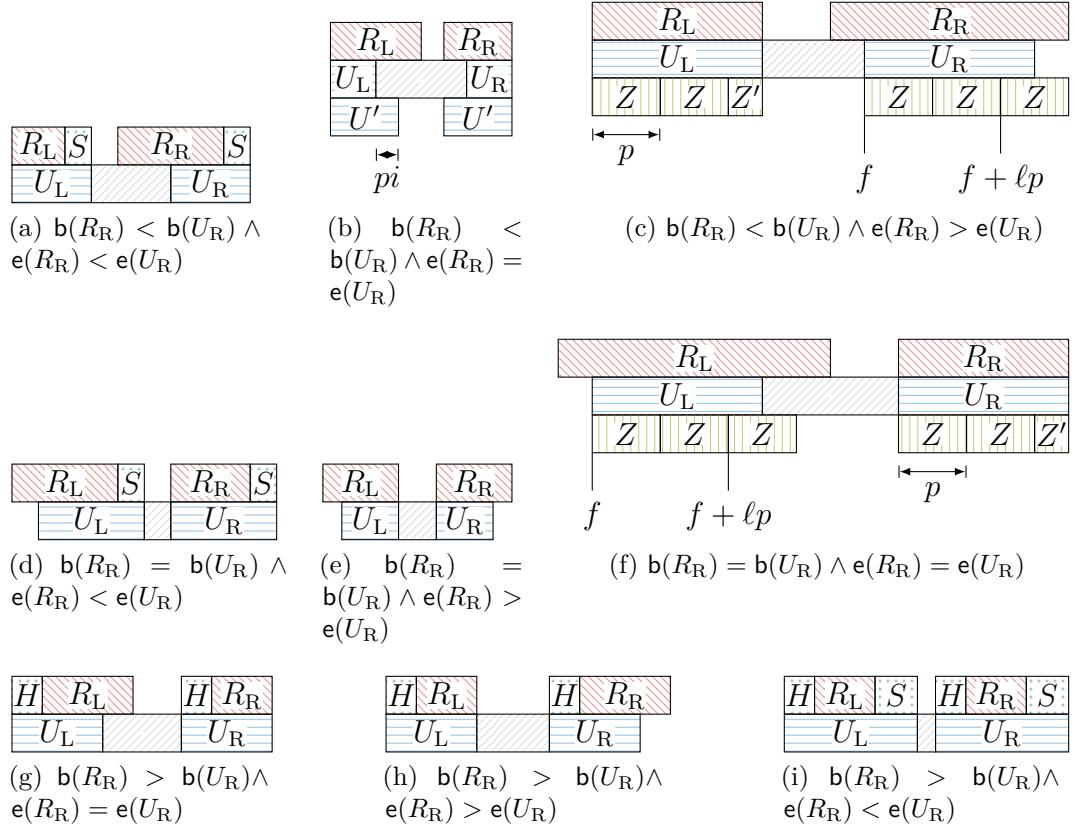 R_L S R_R S
U_L U_R
(a) b(R_R) < b(U_R) ∧
e(R_R) < e(U_R)
R_L R_R
U_L U_R
U' U'
pi
(b) b(R_R) <
b(U_R) ∧ e(R_R) =
e(U_R)
R_L R_R
U_L U_R
Z Z Z' Z Z Z
p
f f + ℓp
(c) b(R_R) < b(U_R) ∧ e(R_R) > e(U_R)
R_L S R_R S
U_L U_R
(d) b(R_R) = b(U_R) ∧
e(R_R) < e(U_R)
R_L R_R
U_L U_R
(e) b(R_R) =
b(U_R) ∧ e(R_R) >
e(U_R)
R_L R_R
U_L U_R
Z Z Z Z Z Z'
p
f f + ℓp
(f) b(R_R) = b(U_R) ∧ e(R_R) = e(U_R)
H R_L H R_R
U_L U_R
(g) b(R_R) > b(U_R)∧
e(R_R) = e(U_R)
H R_L H R_R
U_L U_R
(h) b(R_R) > b(U_R)∧
e(R_R) > e(U_R)
H R_L S H R_R S
U_L U_R
(i) b(R_R) > b(U_R)∧
e(R_R) < e(U_R)